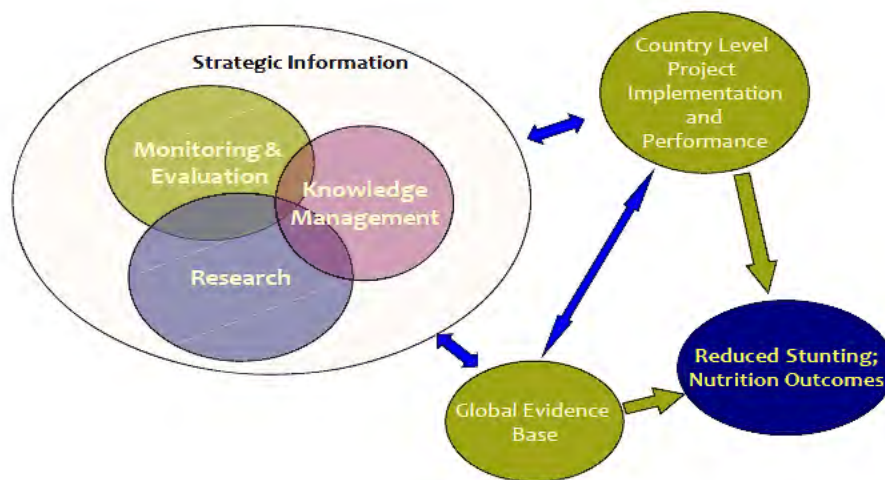 Strategic Information
Monitoring &
Evaluation
Knowledge
Management
Research
Country Level
Project
Implementation
and
Performance
Global Evidence
Base
Reduced Stunting;
Nutrition Outcomes